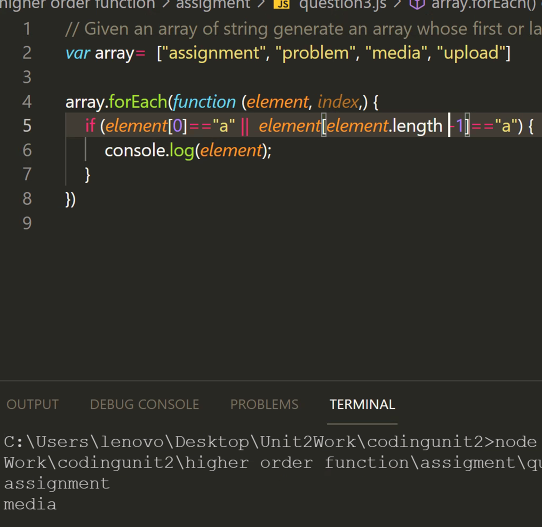 higher order function > assigment > JS question3.js > array.forEach()
1 // Given an array of string generate an array whose first or la
2 var array= ["assignment", "problem", "media", "upload"]
3
4 array.forEach(function (element, index,) {
5 if (element[0]=="a" || element[element.length -1]=="a") {
6 console.log(element);
7 }
8 })
9
OUTPUT DEBUG CONSOLE PROBLEMS TERMINAL
C:\Users\lenovo\Desktop\Unit2Work\codingunit2>node
Work\codingunit2\higher order function\assigment\qu
assignment
media